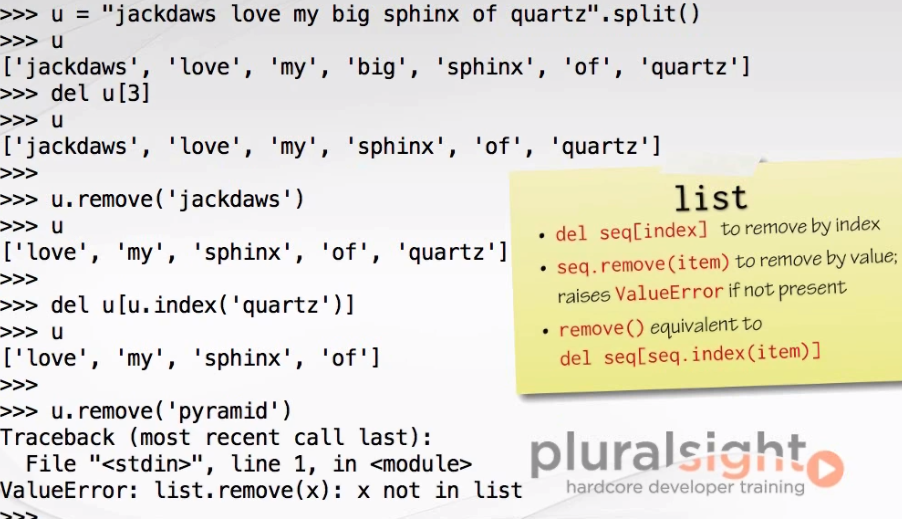 >>> u = "jackdaws love my big sphinx of quartz".split()
>>> u
['jackdaws', 'love', 'my', 'big', 'sphinx', 'of', 'quartz']
>>> del u[3]
>>> u
['jackdaws', 'love', 'my', 'sphinx', 'of', 'quartz']
>>>
>>> u.remove('jackdaws')
>>> u
['love', 'my', 'sphinx', 'of', 'quartz']
>>>
>>> del u[u.index('quartz')]
>>> u
['love', 'my', 'sphinx', 'of']
>>>
>>> u.remove('pyramid')
Traceback (most recent call last):
  File "<stdin>", line 1, in <module>
ValueError: list.remove(x): x not in list
>>>
list
• del seq[index] to remove by index
• seq.remove(item) to remove by value;
raises ValueError if not present
• remove() equivalent to
del seq[seq.index(item)]
pluralsight
hardcore developer training